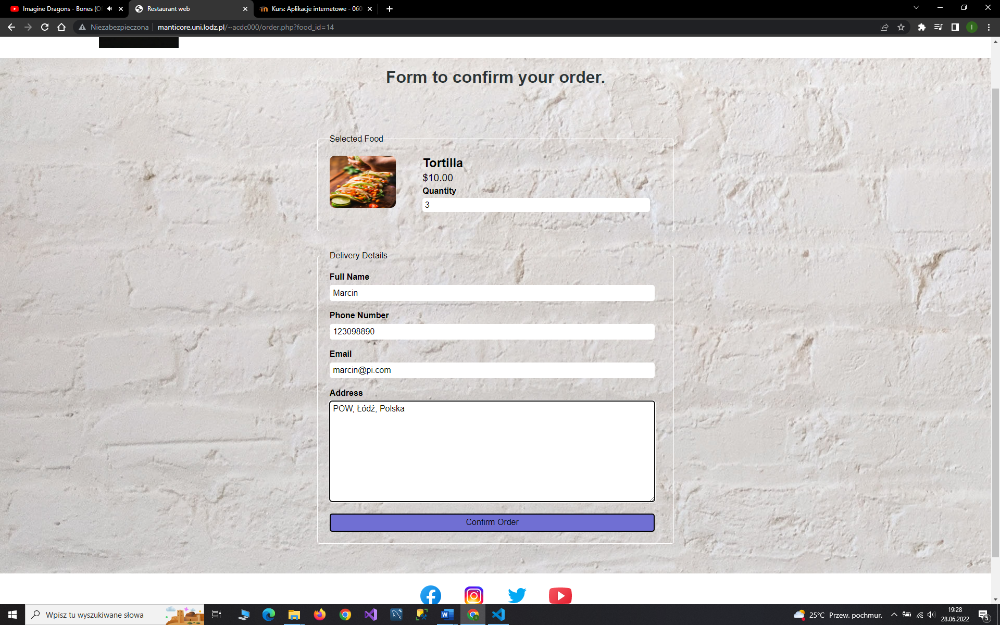 Imagine Dragons - Bones (O
Restaurant web
Kurs: Aplikacje internetowe - 060
Niezabezpieczona
manticore.uni.lodz.pl/~acdc000/order.php?food_id=14
I
Form to confirm your order.
Selected Food
Tortilla
$10.00
Quantity
3
Delivery Details
Full Name
Marcin
Phone Number
123098890
Email
marcin@pi.com
Address
POW, Łódź, Polska
Confirm Order
Wpisz tu wyszukiwane słowa
25°C Przew. pochmur.
19:28
28.06.2022
5